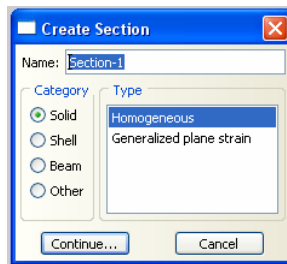 Create Section
Name: Section-1
Category
Type
Solid
Shell
Beam
Other
Homogeneous
Generalized plane strain
Continue...
Cancel